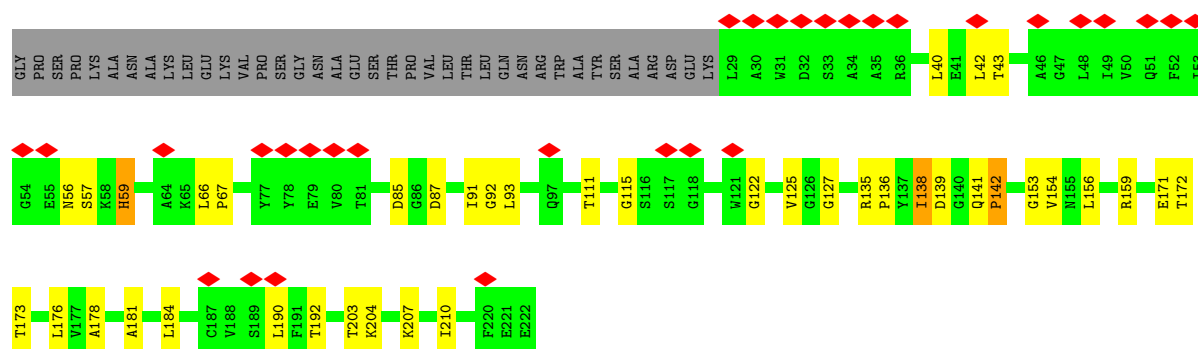 GLY PRO SER PRO LYS ALA ASN ALA LYS LEU GLU LYS VAL PRO SER GLY ASN ALA GLU SER THR PRO VAL LEU THR LEU GLN ASN ARG TRP ALA TYR SER ALA ARG ASP GLU LYS L29 A30 W31 D32 S33 A34 A35 R36 L40 E41 L42 T43 A46 G47 L48 I49 V50 Q51 F52 I53
G54 E55 N56 S57 K58 H59 A64 K65 L66 P67 Y77 Y78 E79 V80 T81 D85 G86 D87 I91 G92 L93 Q97 T111 G115 S116 S117 G118 W121 G122 V125 G126 G127 R135 P136 Y137 I138 D139 G140 Q141 P142 G153 V154 N155 L156 R159 E171 T172
T173 L176 V177 A178 A181 L184 C187 V188 S189 L190 F191 T192 T203 K204 K207 I210 F220 E221 E222